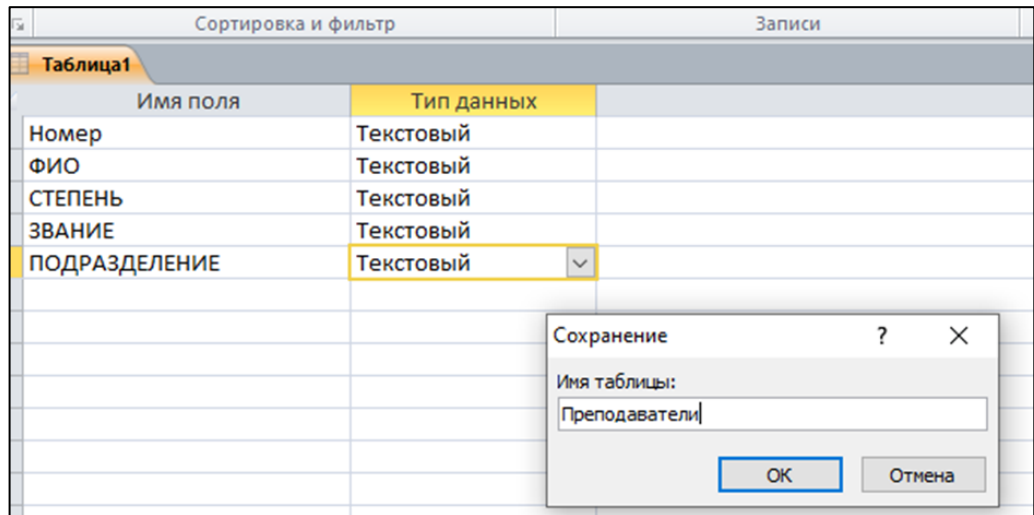 Сортировка и фильтр Записи
Таблица1
Имя поля Тип данных
Номер Текстовый
ФИО Текстовый
СТЕПЕНЬ Текстовый
ЗВАНИЕ Текстовый
ПОДРАЗДЕЛЕНИЕ Текстовый
Сохранение ? ×
Имя таблицы:
Преподаватели
ОК Отмена